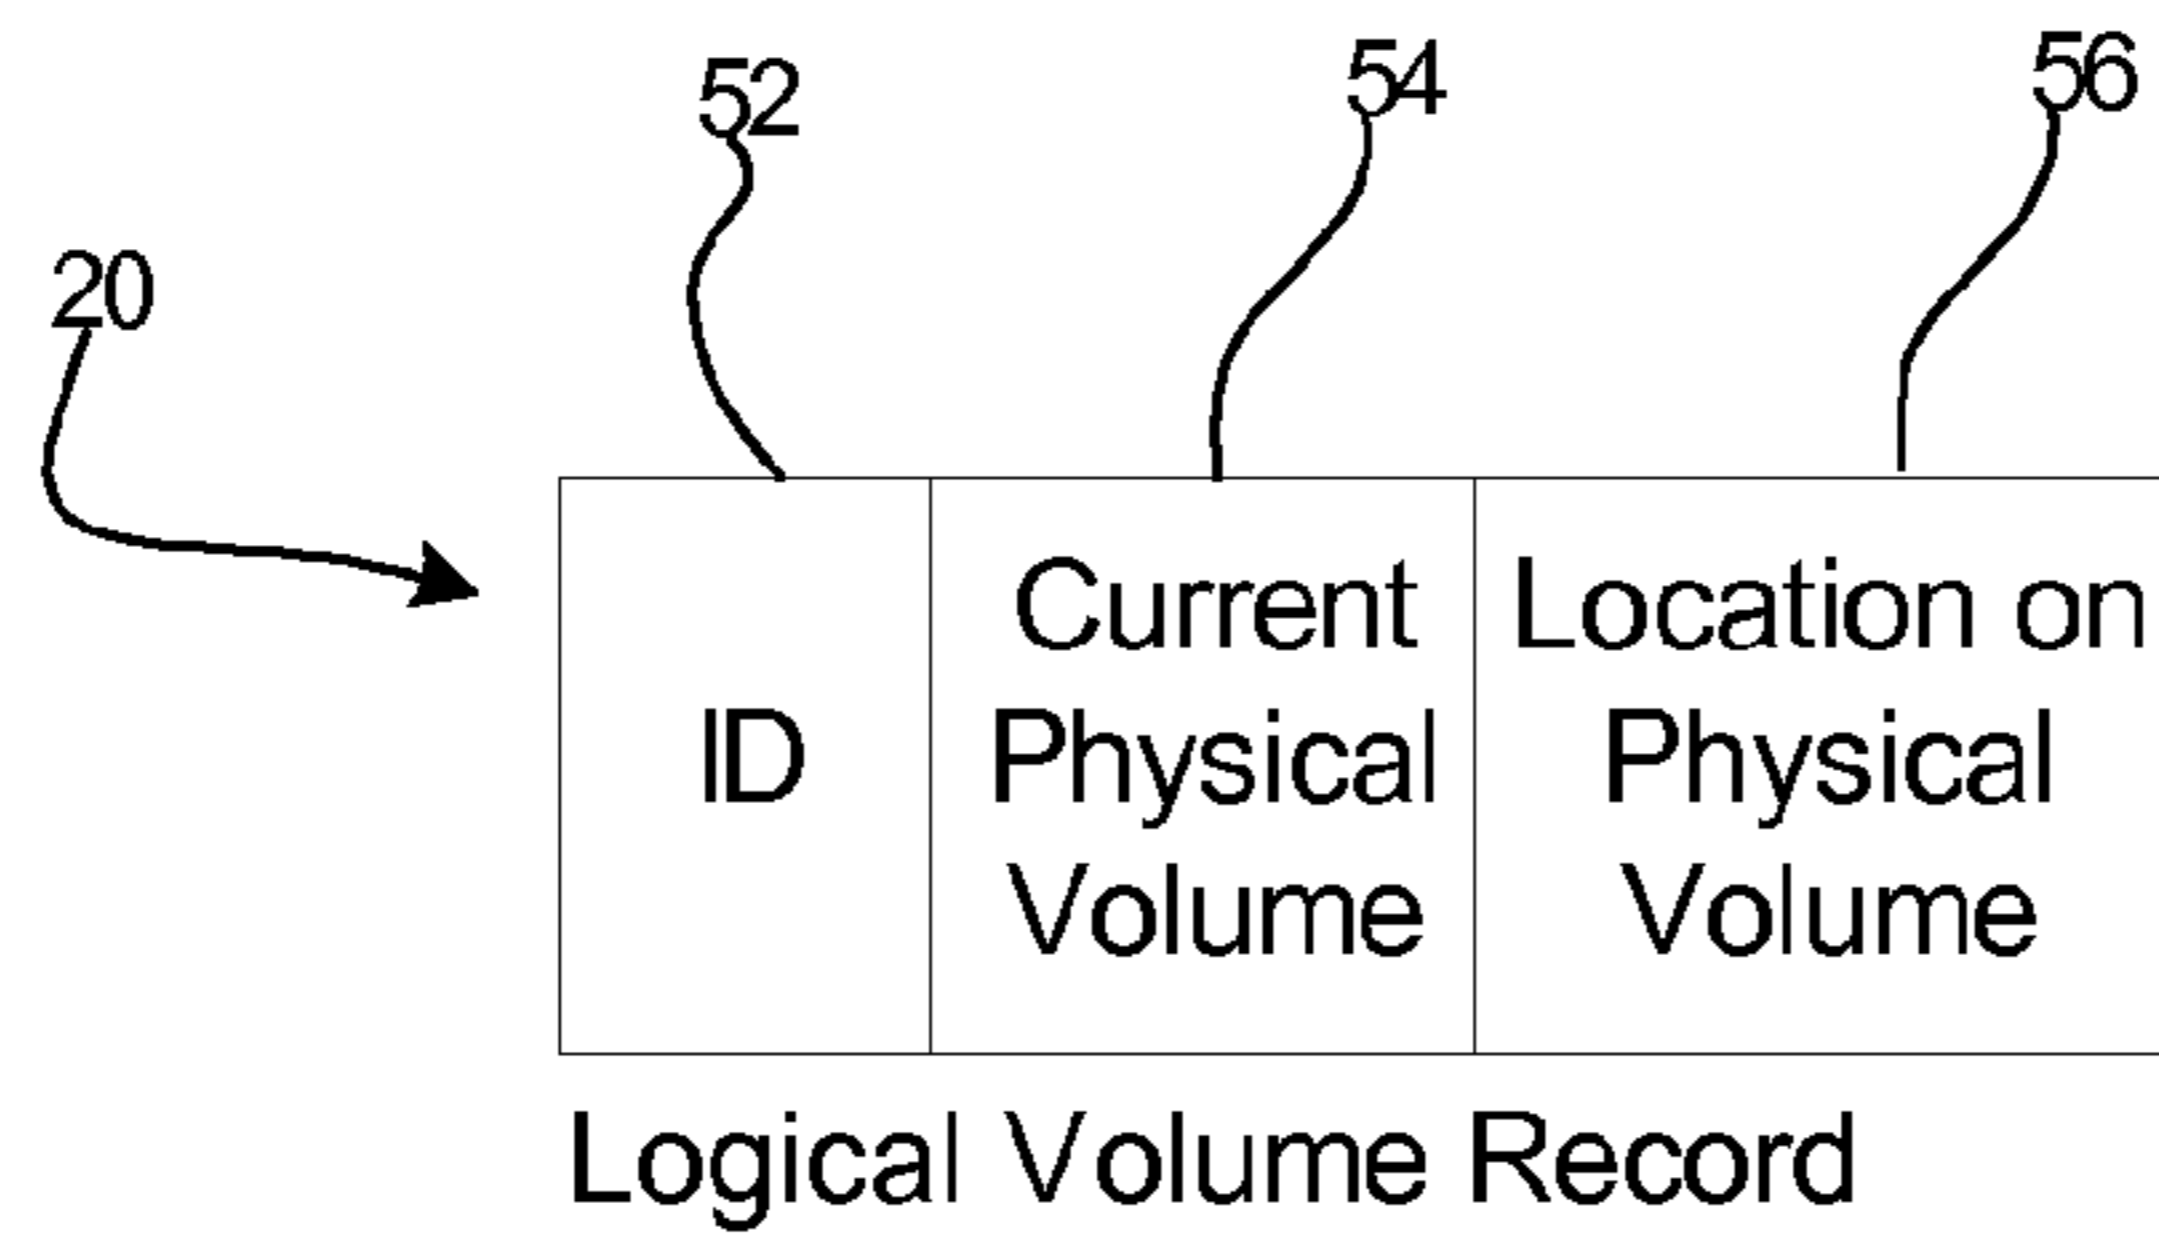 52
54
56
20
ID
Current
Physical
Volume
Location on
Physical
Volume
Logical Volume Record